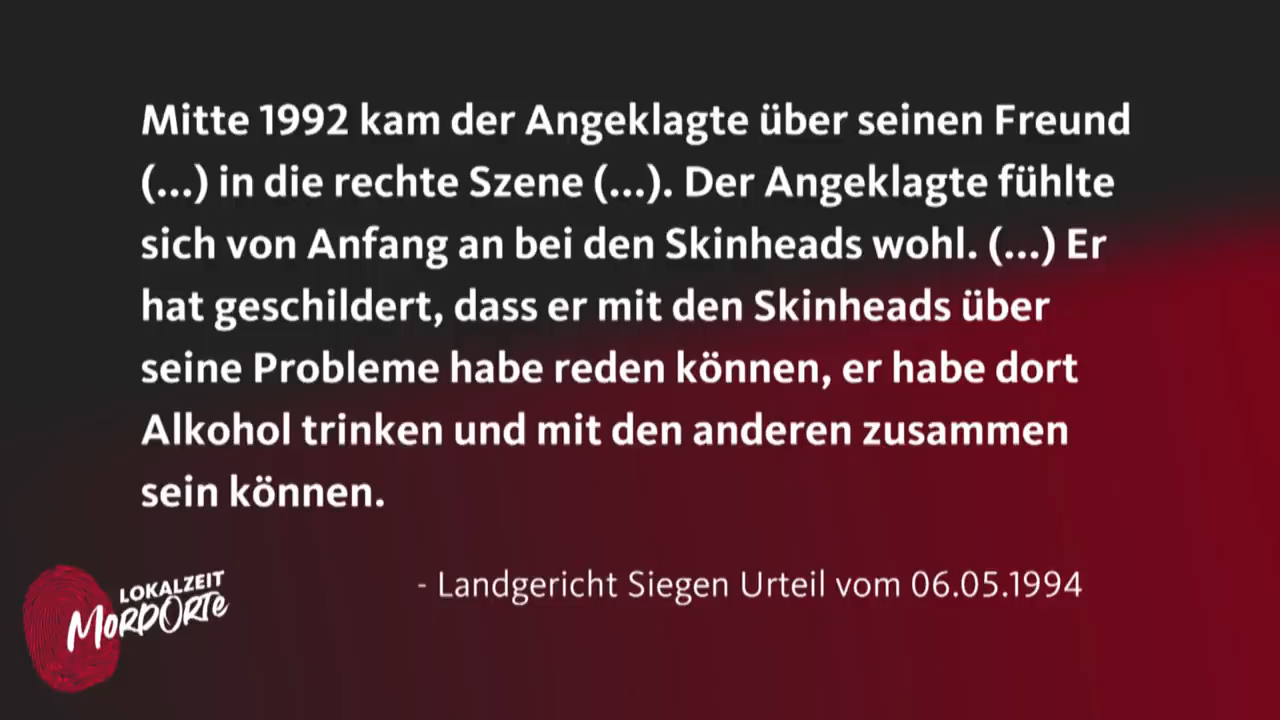 Mitte 1992 kam der Angeklagte über seinen Freund
(...) in die rechte Szene (...). Der Angeklagte fühlte
sich von Anfang an bei den Skinheads wohl. (...) Er
hat geschildert, dass er mit den Skinheads über
seine Probleme habe reden können, er habe dort
Alkohol trinken und mit den anderen zusammen
sein können.
- Landgericht Siegen Urteil vom 06.05.1994
LOKALZEIT
MORDORTe